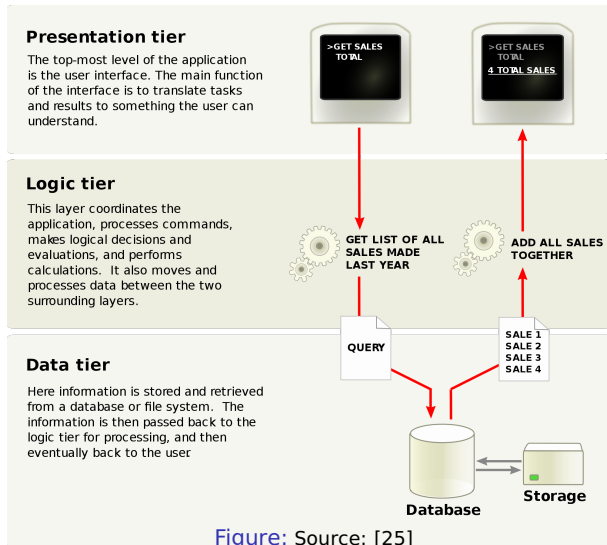 Presentation tier
The top-most level of the application
is the user interface. The main function
of the interface is to translate tasks
and results to something the user can
understand.
>GET SALES
TOTAL
>GET SALES
TOTAL
4 TOTAL SALES
Logic tier
This layer coordinates the
application, processes commands,
makes logical decisions and
evaluations, and performs
calculations. It also moves and
processes data between the two
surrounding layers.
GET LIST OF ALL
SALES MADE
LAST YEAR
ADD ALL SALES
TOGETHER
QUERY
SALE 1
SALE 2
SALE 3
SALE 4
Data tier
Here information is stored and retrieved
from a database or file system. The
information is then passed back to the
logic tier for processing, and then
eventually back to the user.
Database
Storage
Figure: Source: [25]